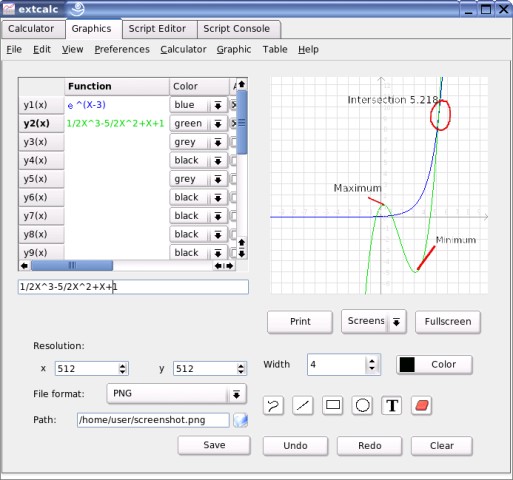 extcalc
Calculator Graphics Script Editor Script Console
File Edit View Preferences Calculator Graphic Table Help
Function Color
y1(x) e ^(X-3) blue
y2(x) 1/2X^3-5/2X^2+X+1 green
y3(x) grey
y4(x) black
y5(x) grey
y6(x) black
y7(x) black
y8(x) black
y9(x) black
1/2X^3-5/2X^2+X+1
Intersection 5.218
Maximum
Minimum
Print Screens Fullscreen
Resolution:
x 512 y 512
Width 4 Color
File format: PNG
Path: /home/user/screenshot.png
T
Save Undo Redo Clear